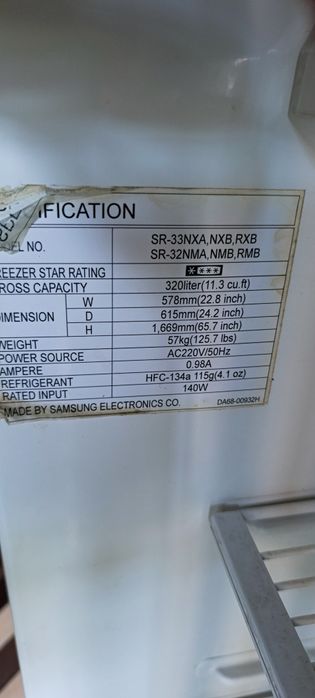 IFICATION
EL NO. SR-33NXA,NXB,RXB
SR-32NMA,NMB,RMB
REEZER STAR RATING ****
ROSS CAPACITY 320liter(11.3 cu.ft)
DIMENSION W 578mm(22.8 inch)
D 615mm(24.2 inch)
H 1,669mm(65.7 inch)
WEIGHT 57kg(125.7 lbs)
POWER SOURCE AC220V/50Hz
AMPERE 0.98A
REFRIGERANT HFC-134a 115g(4.1 oz)
RATED INPUT 140W
MADE BY SAMSUNG ELECTRONICS CO. DA68-00932H